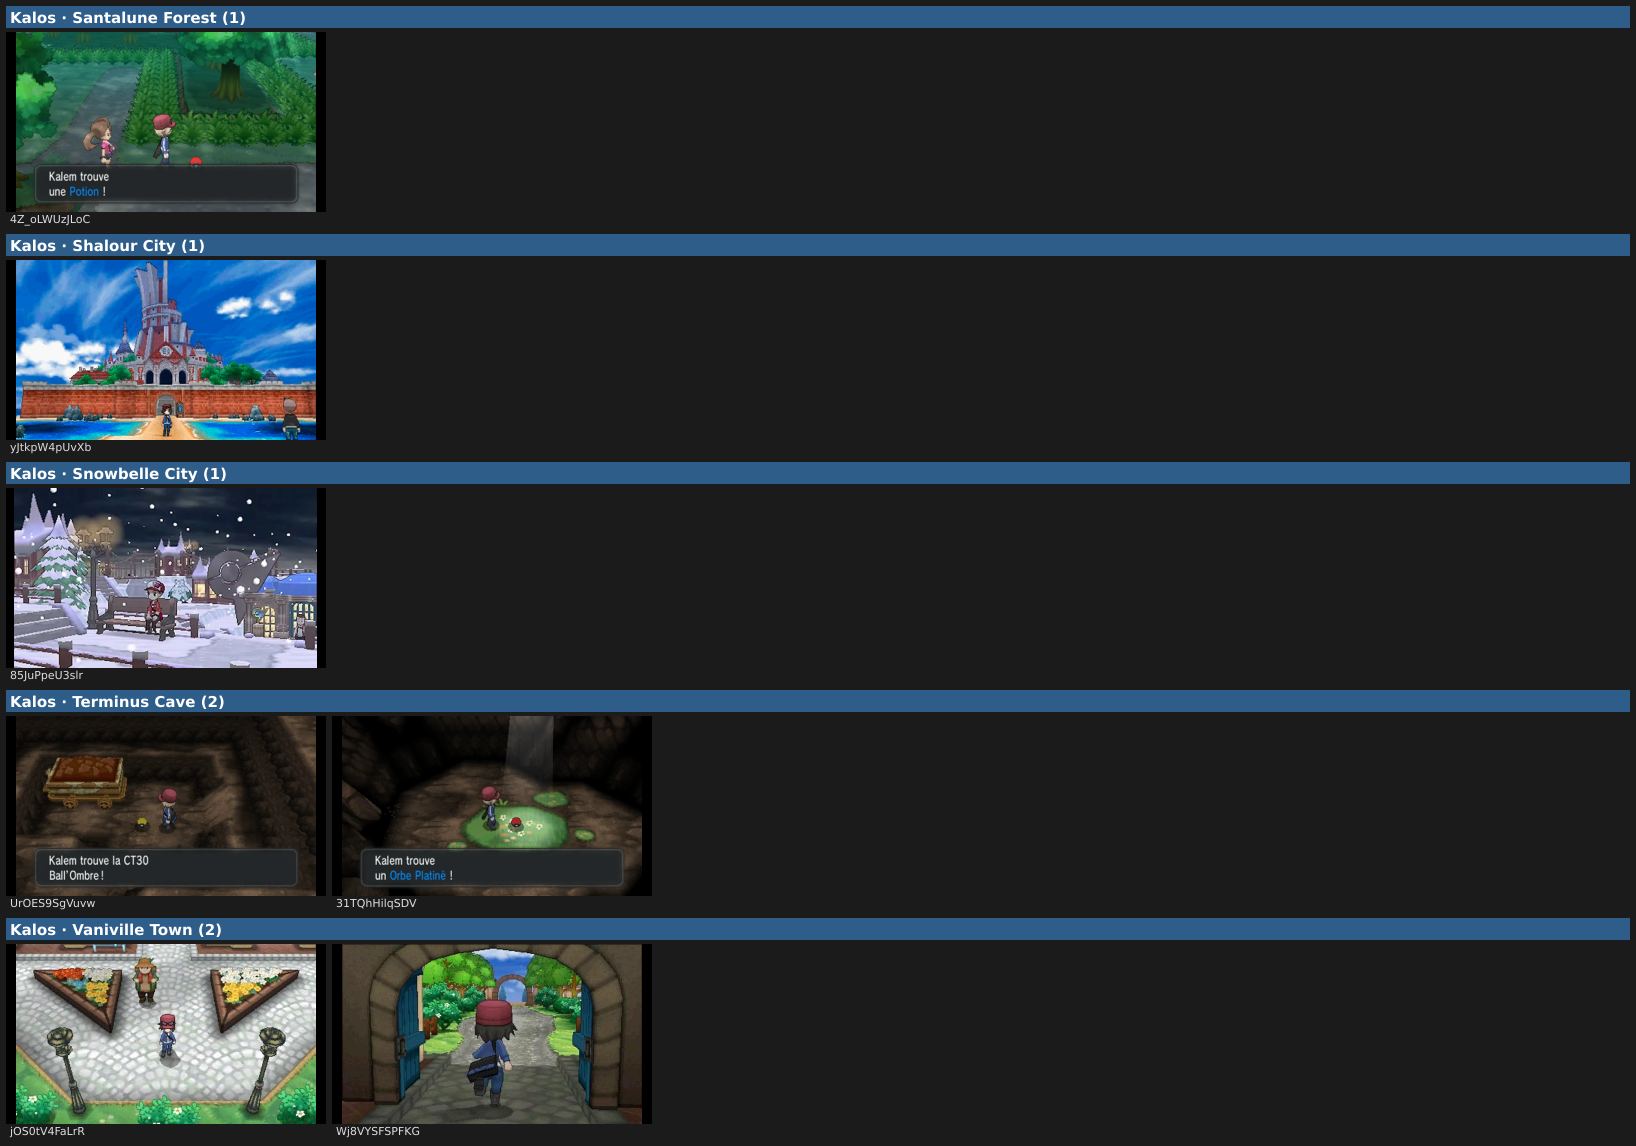 Kalos · Santalune Forest (1)
Kalem trouve
une Potion !
4Z_oLWUzJLoC
Kalos · Shalour City (1)
yJtkpW4pUvXb
Kalos · Snowbelle City (1)
85JuPpeU3slr
Kalos · Terminus Cave (2)
Kalem trouve la CT30
Ball'Ombre !
UrOES9SgVuvw
Kalem trouve
un Orbe Platiné !
31TQhHilqSDV
Kalos · Vaniville Town (2)
jOS0tV4FaLrR
Wj8VYSFSPFKG